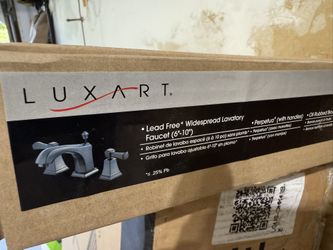 LUXART®
• Lead Free* Widespread Lavatory
Faucet (6"-10")
• Perpetua® (with handles)
• Oil Rubbed
• Robinet de lavabo espacé (6 à 10 po) sans plomb*
• Grifo para lavabo ajustable 6"-10" sin plomo*
*≤ .25% Pb